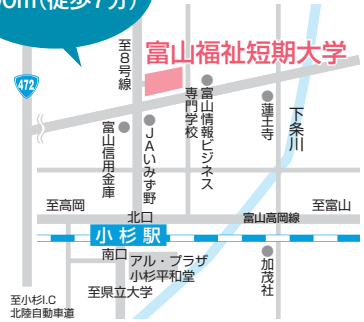 0m(徒歩7分)
至8号線
富山福祉短期大学
472
富山信用金庫
JAいみず野
専門学校
富山情報ビジネス
蓮王寺
下条川
至高岡
北口
富山高岡線
至富山
小杉駅
南口
アル・プラザ
小杉平和堂
加茂社
至県立大学
至小杉I.C
北陸自動車道